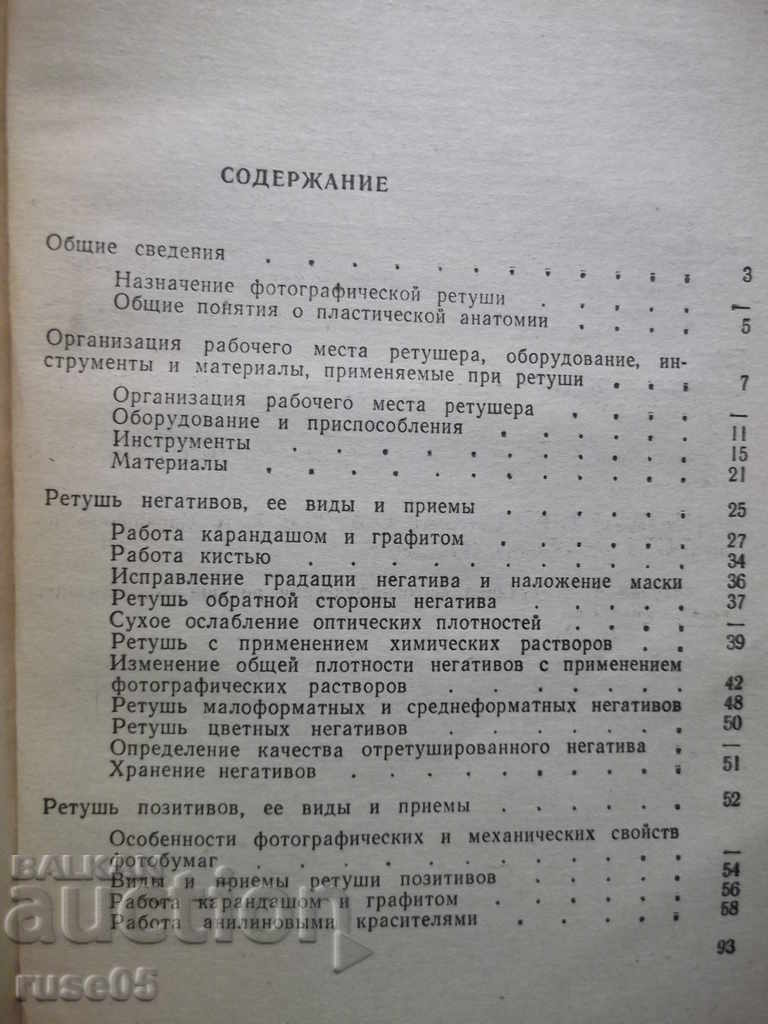 СОДЕРЖАНИЕ
Общие сведения . . . . . . . . . . . 3
Назначение фотографической ретуши . . . . —
Общие понятия о пластической анатомии . . . . 5
Организация рабочего места ретушера, оборудование, ин-
струменты и материалы, применяемые при ретуши . . . 7
Организация рабочего места ретушера . . . . —
Оборудование и приспособления . . . . . . 11
Инструменты . . . . . . . . . . . 15
Материалы . . . . . . . . . . . 21
Ретушь негативов, ее виды и приемы . . . . . . 25
Работа карандашом и графитом . . . . . . 27
Работа кистью . . . . . . . . . 34
Исправление градации негатива и наложение маски 36
Ретушь обратной стороны негатива . . . . . 37
Сухое ослабление оптических плотностей . . . . —
Ретушь с применением химических растворов . . 39
Изменение общей плотности негативов с применением
фотографических растворов . . . . . . . 42
Ретушь малоформатных и среднеформатных негативов 48
Ретушь цветных негативов . . . . . . . 50
Определение качества отретушированного негатива . —
Хранение негативов . . . . . . . . . 51
Ретушь позитивов, ее виды и приемы . . . . . . 52
Особенности фотографических и механических свойств
фотобумаг . . . . . . . . . . . —
Виды и приемы ретуши позитивов . . . . . 54
Работа карандашом и графитом . . . . . . 56
Работа анилиновыми красителями . . . . . 58
93
BALKAN
auction
ruse05